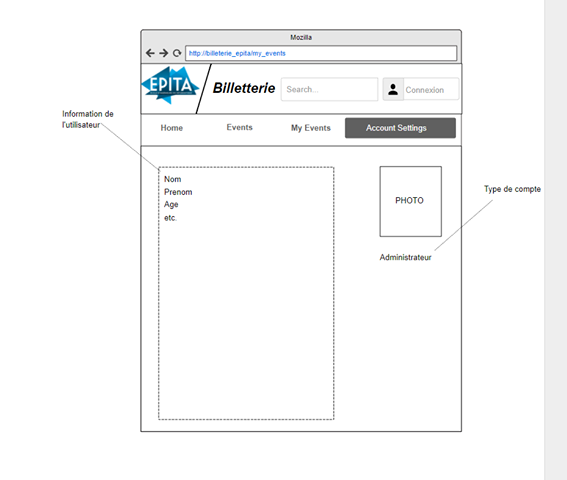 Mozilla
http://billeterie_epita/my_events
EPITA
Billetterie
Search...
Connexion
Home
Events
My Events
Account Settings
Information de
l'utilisateur
Nom
Prenom
Age
etc.
PHOTO
Type de compte
Administrateur